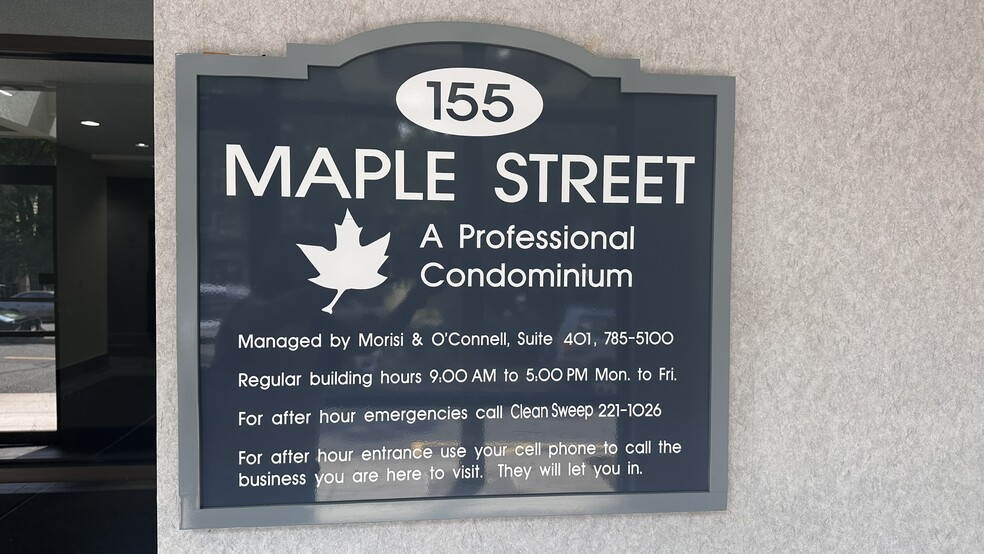 155
MAPLE STREET
A Professional
Condominium
Managed by Morisi & O'Connell, Suite 401, 785-5100
Regular building hours 9:00 AM to 5:00 PM Mon. to Fri.
For after hour emergencies call Clean Sweep 221-1026
For after hour entrance use your cell phone to call the
business you are here to visit. They will let you in.